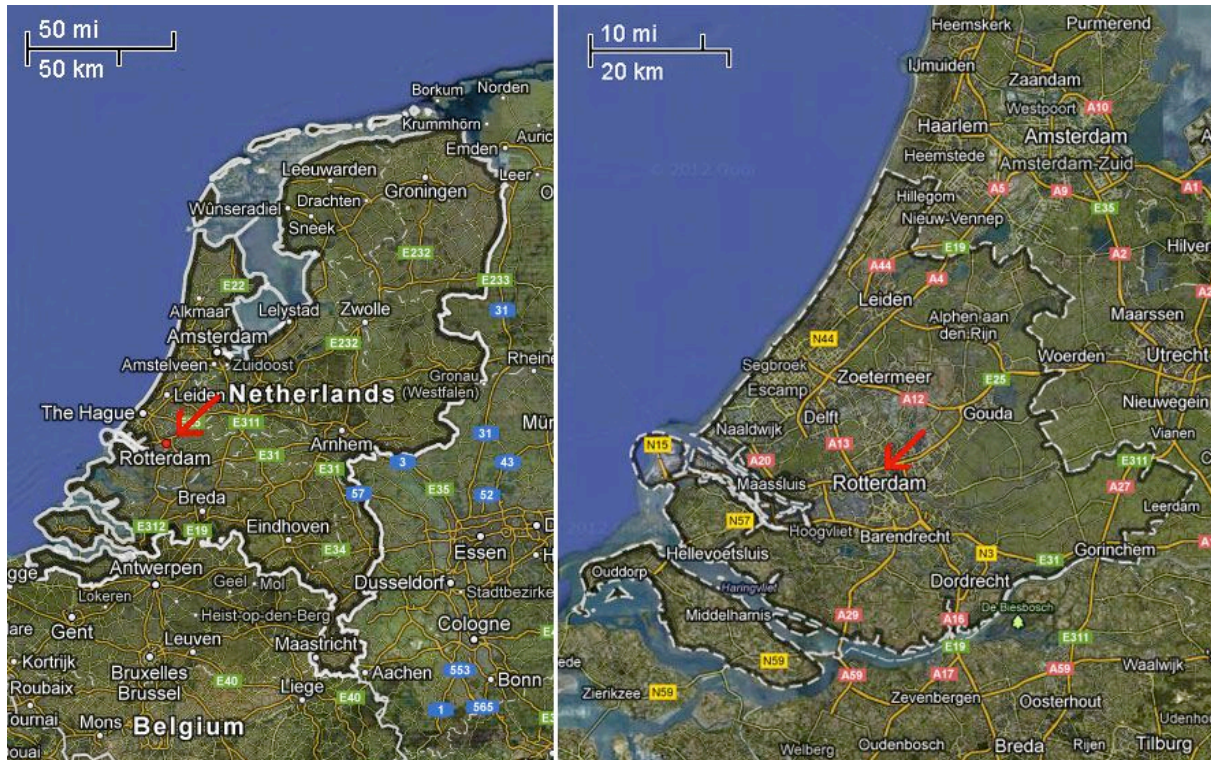 50 mi
50 km
Borkum
Norden
Krummhörn
Auric
Emden
Leeuwarden
Leer
Groningen
Drachten
Wünseradiel
Sneek
E232
E233
E22
31
Alkmaar
Lelystad
Zwolle
Amsterdam
E232
Amstelveen
Zuidoost
Rheine
Gronau
(Westfalen)
Leiden
Netherlands
The Hague
E311
Mün
31
Arnhem
Rotterdam
E31
3
43
E31
57
E35
52
Breda
E312
E19
Eindhoven
E34
Essen
gge
Antwerpen
Geel
Mol
Dusseldorf
Stadtbezirke
Lokeren
Heist-op-den-Berg
Gent
Cologne
Leuven
Maastricht
Kortrijk
Bruxelles
Brussel
Aachen
553
Bonn
Roubaix
E40
Liege
E40
565
1
Tournai
Mons
Belgium
Douai
10 mi
20 km
Heemskerk
Purmerend
IJmuiden
Zaandam
Westpoort
A10
Haarlem
Amsterdam
Heemstede
Amsterdam-Zuid
A5
A9
A1
Hillegom
E35
Nieuw-Vennep
E19
A2
Hilver
A44
A4
Leiden
Alphen aan
den Rijn
Maarssen
N44
Segbroek
Woerden
Utrecht
Escamp
Zoetermeer
E25
A12
Nieuwegein
Delft
Gouda
Naaldwijk
Vianen
N15
A13
A20
E311
Maassluis
Rotterdam
A27
Leerdam
N57
Hoogvliet
Barendrecht
Hellevoetsluis
N3
E31
Gorinchem
Ouddorp
Haringvliet
Dordrecht
De Biesbosch
Middelharnis
A29
A16
E19
E311
N59
A59
A17
A59
Waalwijk
Zierikzee
N59
Zevenbergen
Oosterhout
Welberg
Oudenbosch
Breda
Rijen
Tilburg